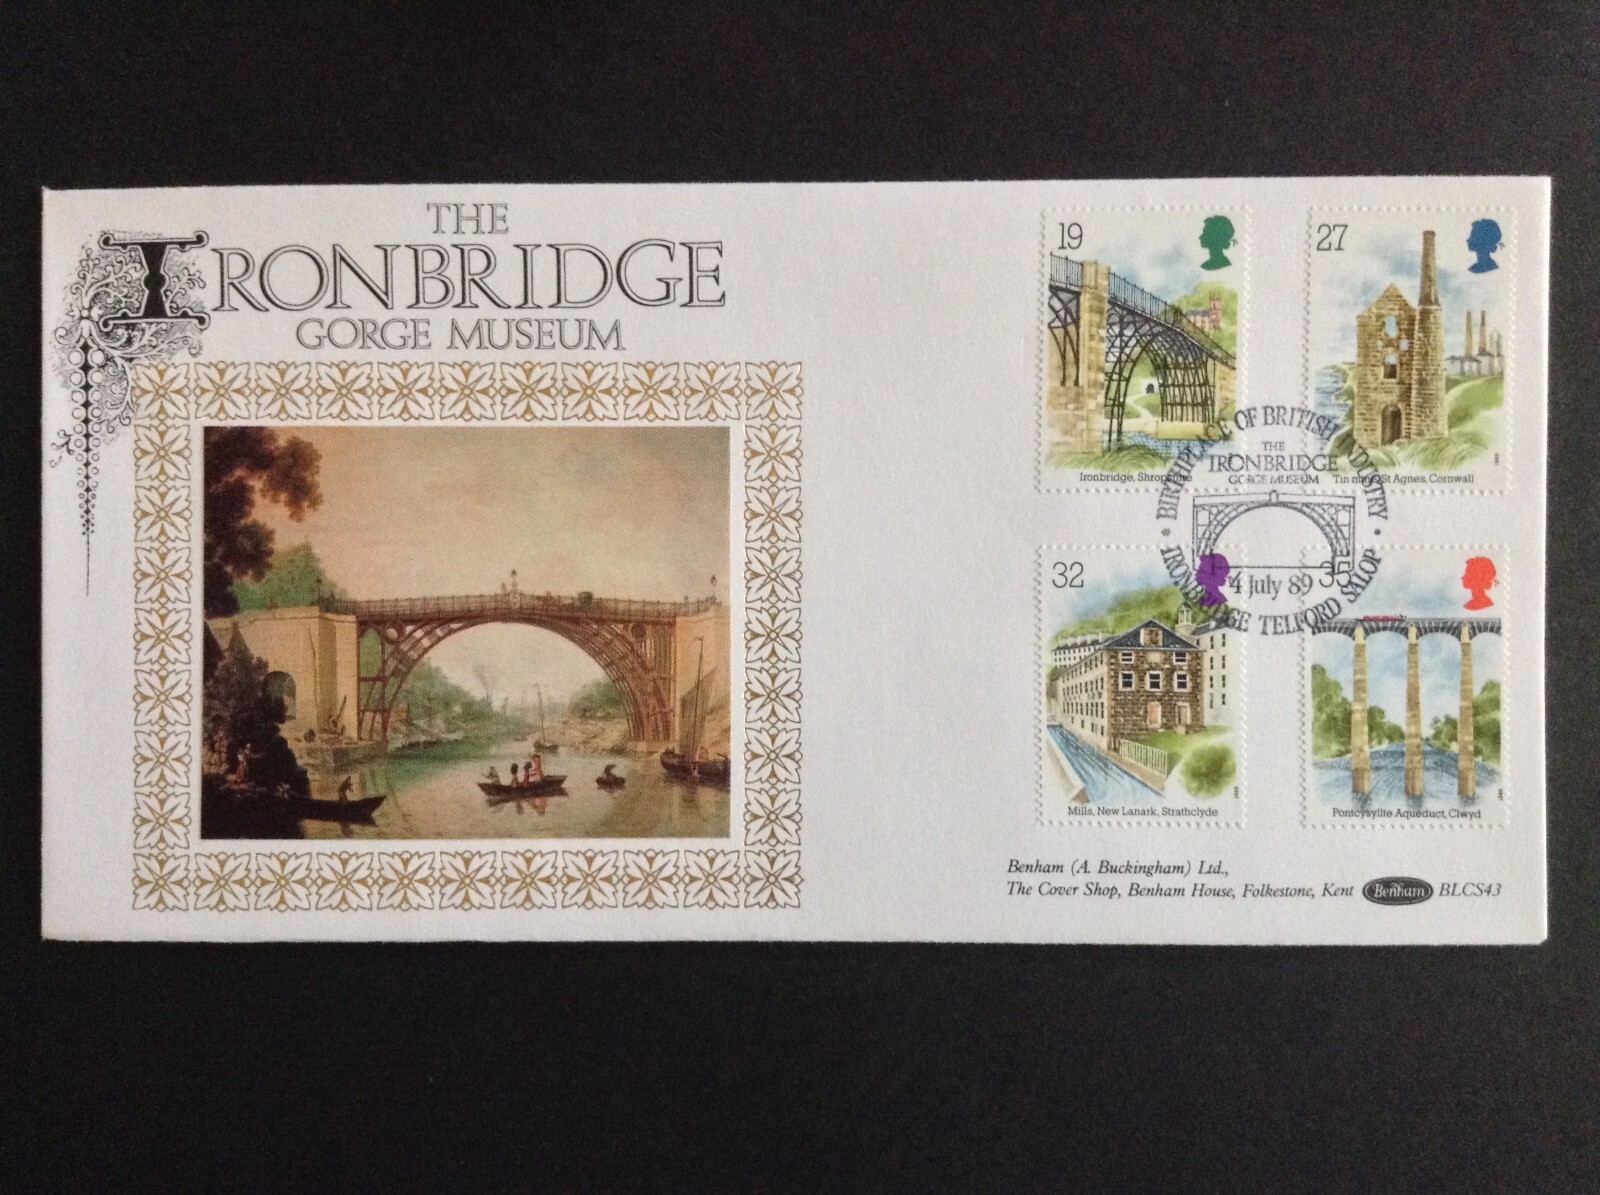 THE
IRONBRIDGE
GORGE MUSEUM
19
Ironbridge, Shropshire
27
Tin mine, St Agnes, Cornwall
32
Mills, New Lanark, Strathclyde
35
Pontcysyllte Aqueduct, Clwyd
BIRTHPLACE OF BRITISH INDUSTRY
THE
IRONBRIDGE
GORGE MUSEUM
4 July 89
IRONBRIDGE TELFORD SALOP
Benham (A. Buckingham) Ltd.,
The Cover Shop, Benham House, Folkestone, Kent Benham BLCS43